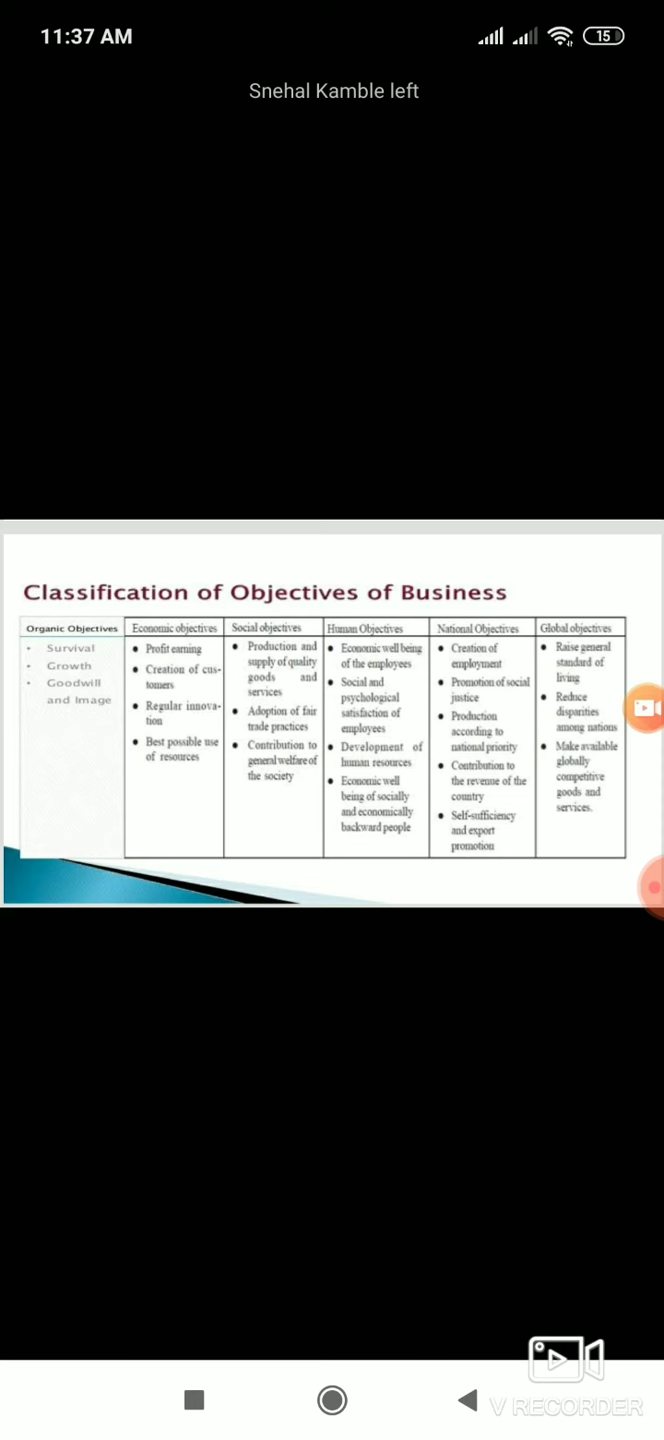 11:37 AM
15
Snehal Kamble left
Classification of Objectives of Business
Organic Objectives
• Survival
• Growth
• Goodwill
and Image
Economic objectives
• Profit earning
• Creation of cus-
tomers
• Regular innova-
tion
• Best possible use
of resources
Social objectives
• Production and
supply of quality
goods and
services
• Adoption of fair
trade practices
• Contribution to
general welfare of
the society
Human Objectives
• Economic well being
of the employees
• Social and
psychological
satisfaction of
employees
• Development of
human resources
• Economic well
being of socially
and economically
backward people
National Objectives
• Creation of
employment
• Promotion of social
justice
• Production
according to
national priority
• Contribution to
the revenue of the
country
• Self-sufficiency
and export
promotion
Global objectives
• Raise general
standard of
living
• Reduce
disparities
among nations
• Make available
globally
competitive
goods and
services.
V RECORDER